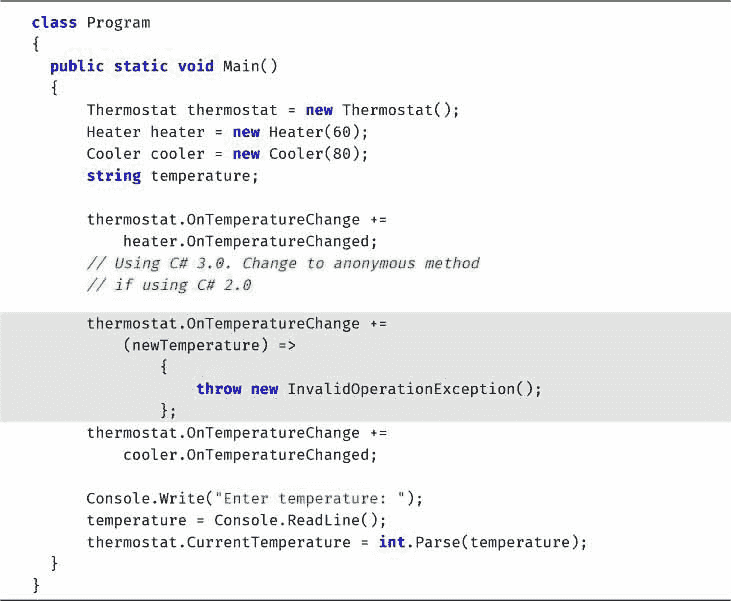 class Program
{
  public static void Main()
  {
      Thermostat thermostat = new Thermostat();
      Heater heater = new Heater(60);
      Cooler cooler = new Cooler(80);
      string temperature;

      thermostat.OnTemperatureChange +=
          heater.OnTemperatureChanged;
      // Using C# 3.0. Change to anonymous method
      // if using C# 2.0

      thermostat.OnTemperatureChange +=
          (newTemperature) =>
              {
                  throw new InvalidOperationException();
              };
      thermostat.OnTemperatureChange +=
          cooler.OnTemperatureChanged;

      Console.Write("Enter temperature: ");
      temperature = Console.ReadLine();
      thermostat.CurrentTemperature = int.Parse(temperature);
  }
}